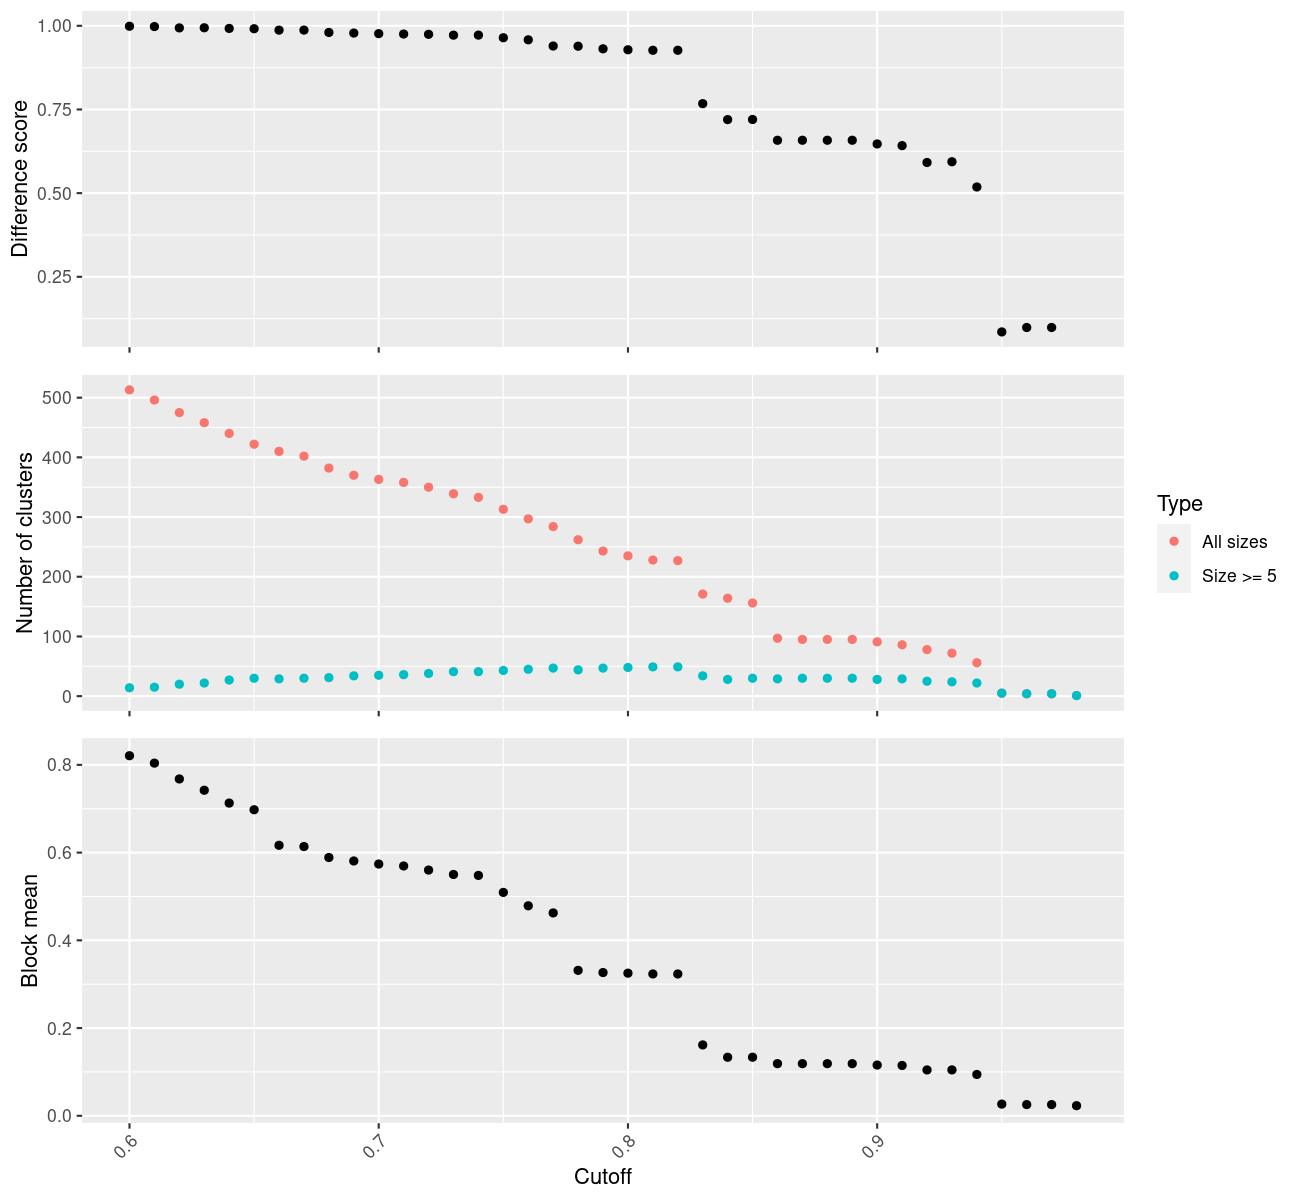 Difference score
1.00
0.75
0.50
0.25
Number of clusters
500
400
300
200
100
0
Type
All sizes
Size >= 5
Block mean
0.8
0.6
0.4
0.2
0.0
0.6 0.7 0.8 0.9
Cutoff